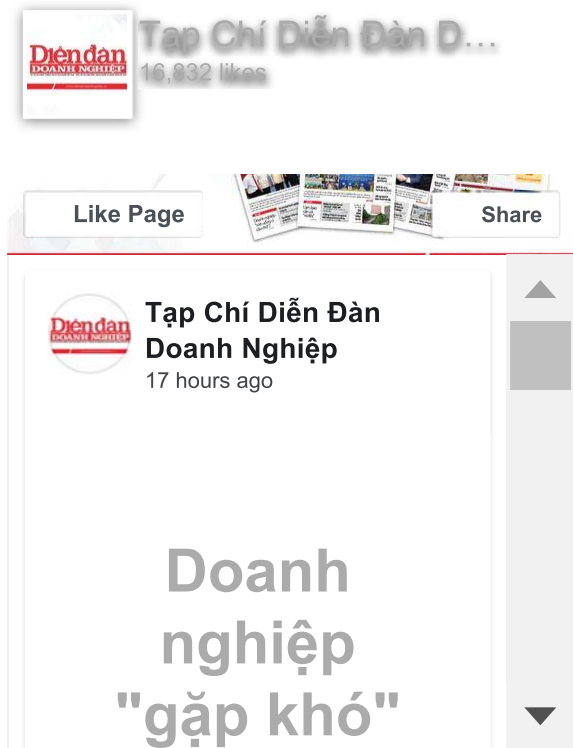 Diễn đàn
DOANH NGHIỆP
Tạp Chí Diễn Đàn D...
16,832 likes
Like Page
Share
Diễn đàn
DOANH NGHIỆP
Tạp Chí Diễn Đàn
Doanh Nghiệp
17 hours ago
Doanh
nghiệp
"gặp khó"